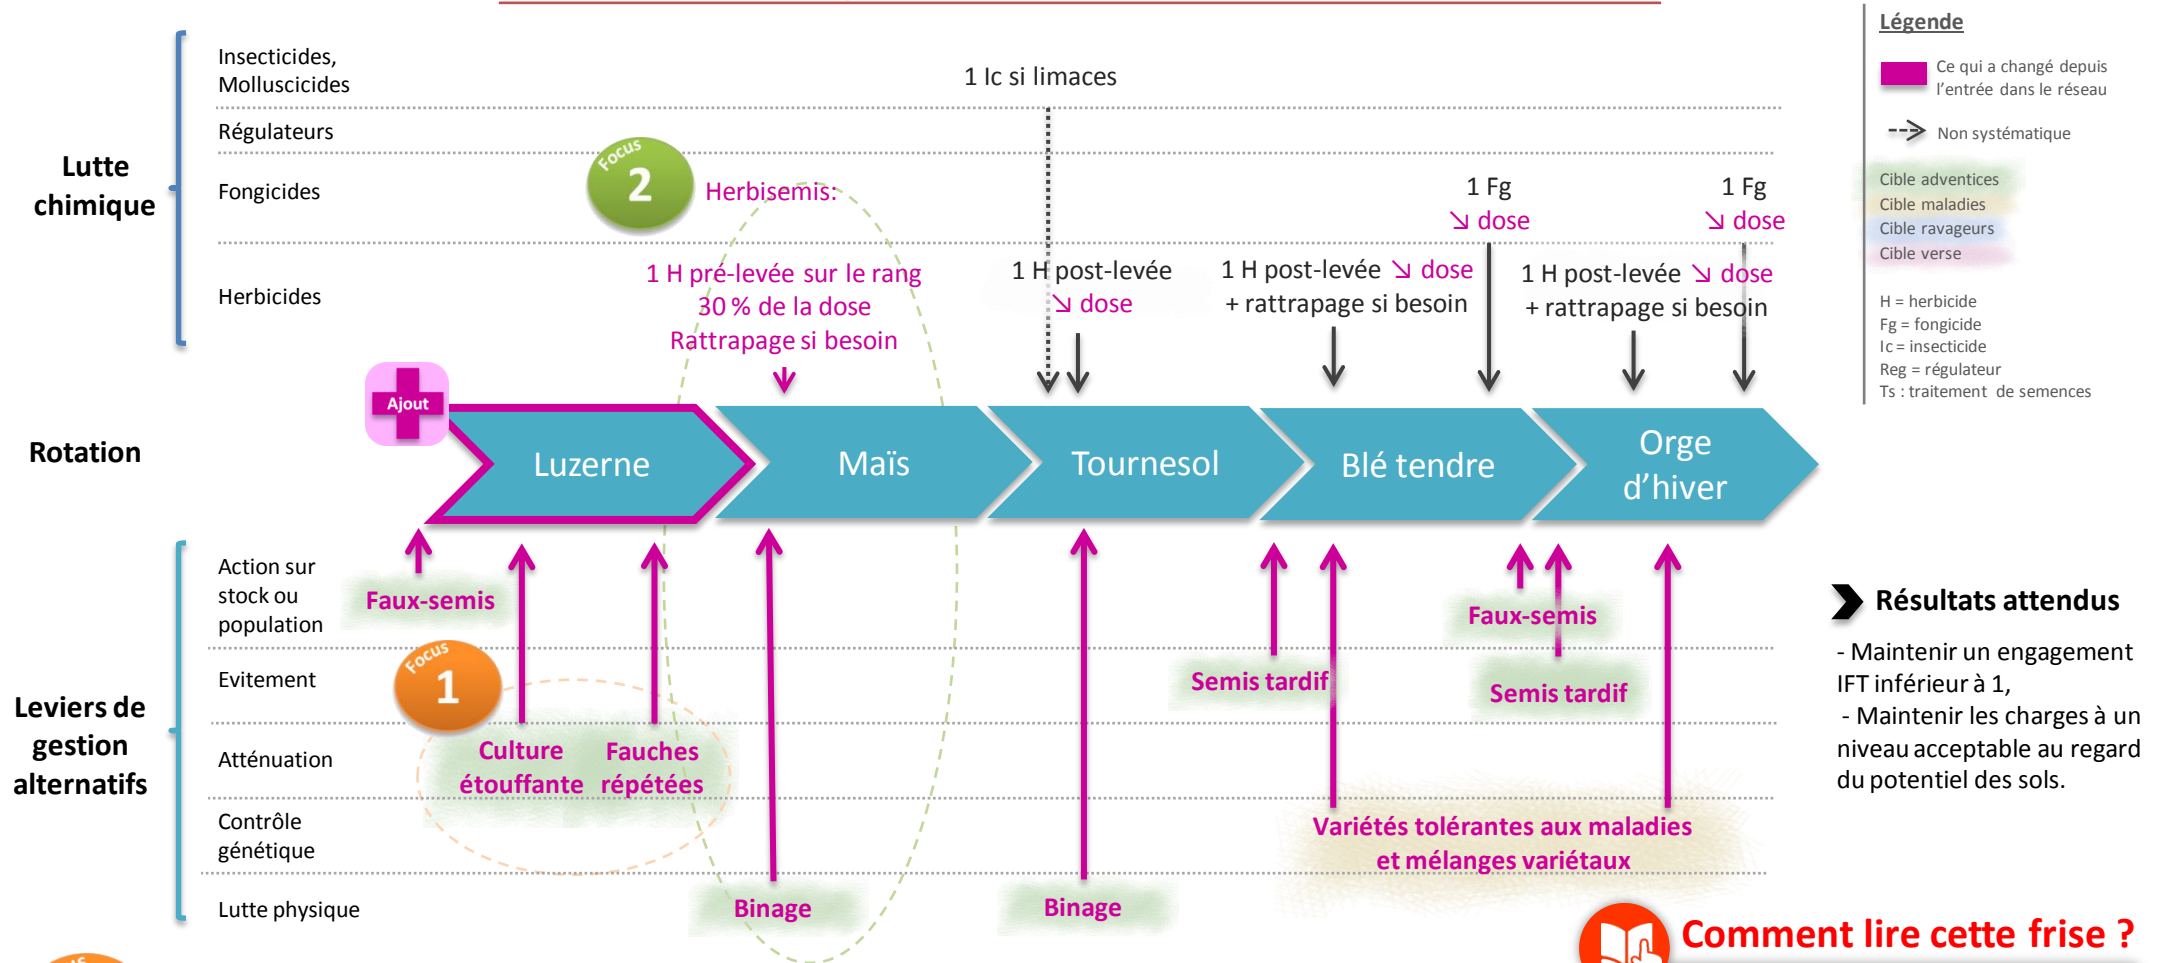 Légende
Ce qui a changé depuis
l'entrée dans le réseau
Non systématique
Cible adventices
Cible maladies
Cible ravageurs
Cible verse
H = herbicide
Fg = fongicide
Ic = insecticide
Reg = régulateur
Ts : traitement de semences
Lutte
chimique
Insecticides,
Molluscicides
1 Ic si limaces
Régulateurs
Fongicides
Focus
2
Herbisemis:
1 Fg
↘ dose
1 Fg
↘ dose
Herbicides
1 H pré-levée sur le rang
30 % de la dose
Rattrapage si besoin
1 H post-levée
↘ dose
1 H post-levée ↘ dose
+ rattrapage si besoin
1 H post-levée ↘ dose
+ rattrapage si besoin
Rotation
Ajout
Luzerne
Maïs
Tournesol
Blé tendre
Orge
d'hiver
Leviers de
gestion
alternatifs
Action sur
stock ou
population
Faux-semis
Faux-semis
Evitement
Focus
1
Semis tardif
Semis tardif
Atténuation
Culture
étouffante
Fauches
répétées
Contrôle
génétique
Variétés tolérantes aux maladies
et mélanges variétaux
Lutte physique
Binage
Binage
Résultats attendus
- Maintenir un engagement
IFT inférieur à 1,
- Maintenir les charges à un
niveau acceptable au regard
du potentiel des sols.
Comment lire cette frise ?